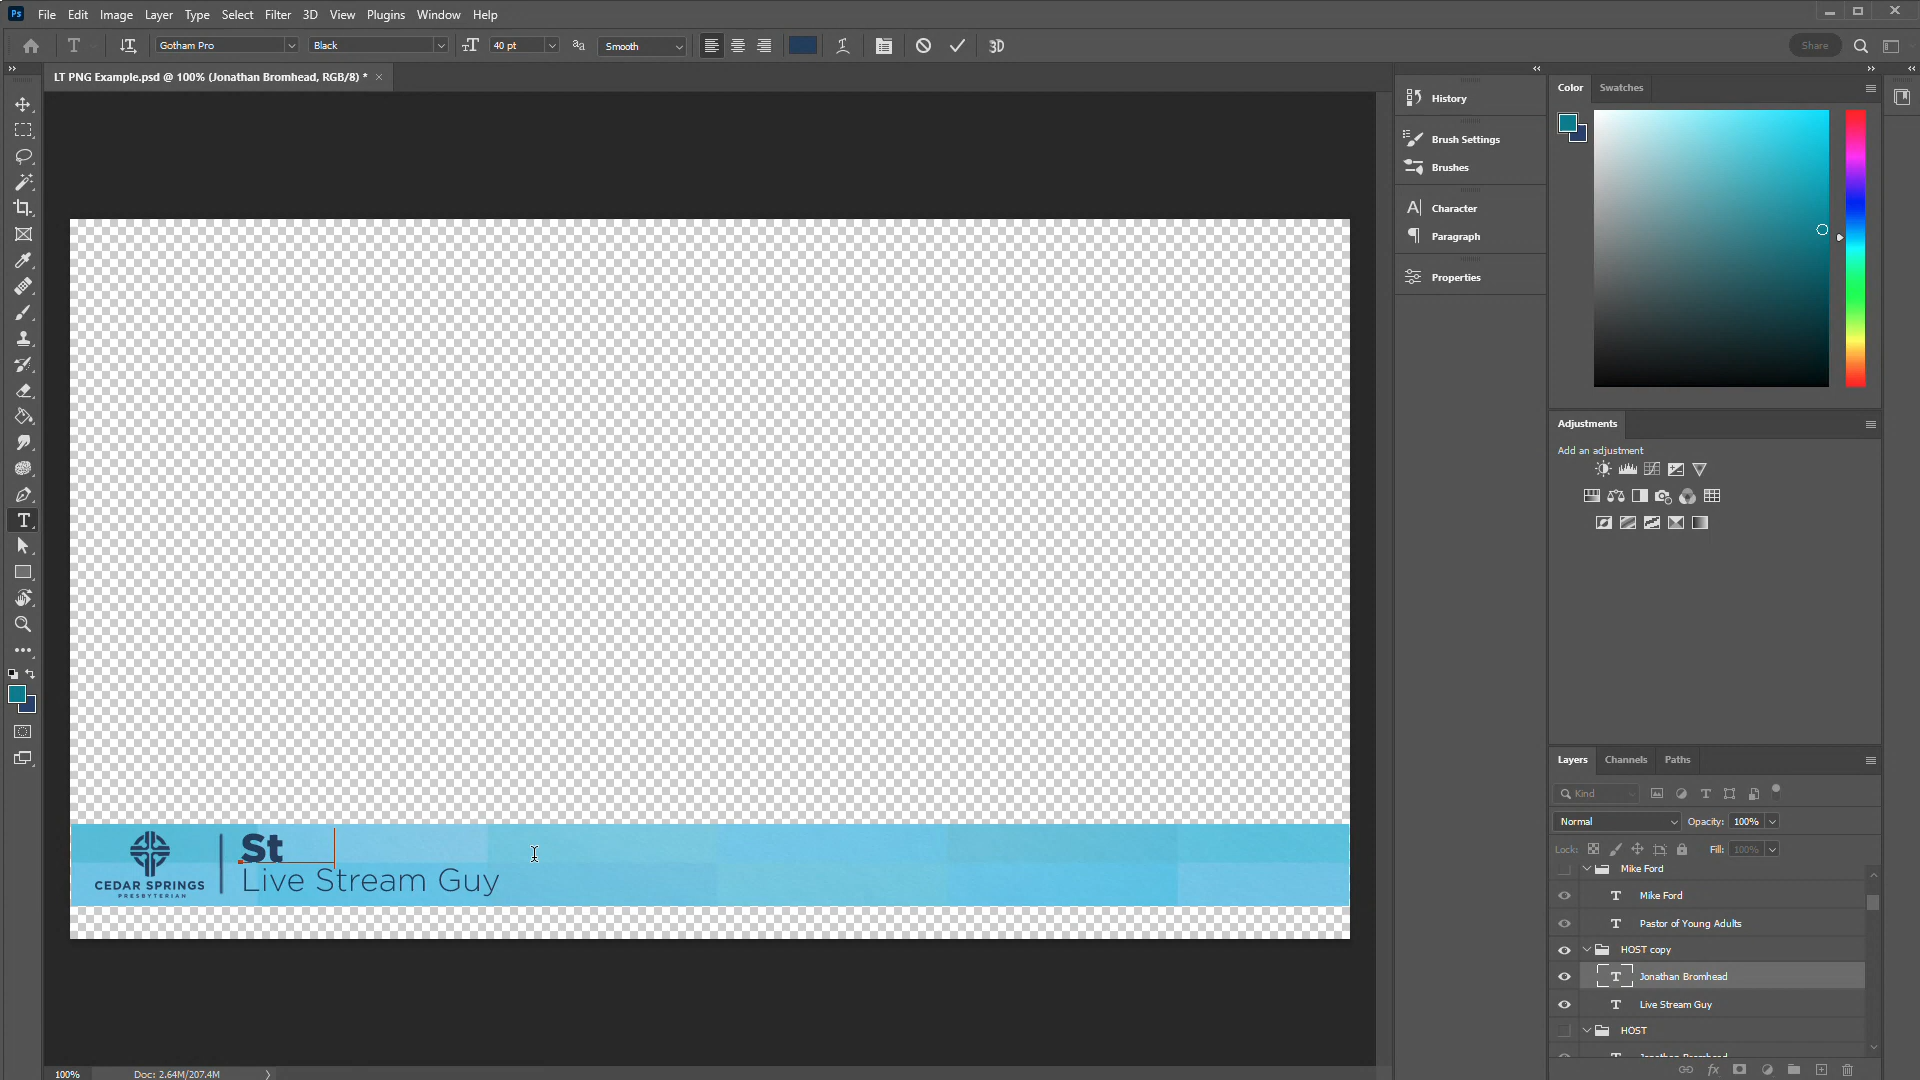 Ps File Edit Image Layer Type Select Filter 3D View Plugins Window Help
T Gotham Pro Black 40 pt aa Smooth 3D Share
LT PNG Example.psd @ 100% (Jonathan Bromhead, RGB/8) * ×
History
Brush Settings
Brushes
Character
Paragraph
Properties
Color Swatches
Adjustments
Add an adjustment
Layers Channels Paths
Kind
Normal Opacity: 100%
Lock: Fill: 100%
Mike Ford
T Mike Ford
T Pastor of Young Adults
HOST copy
T Jonathan Bromhead
T Live Stream Guy
HOST
Jonathan Bromhead
fx
St
Live Stream Guy
CEDAR SPRINGS
PRESBYTERIAN
100% Doc: 2.64M/207.4M